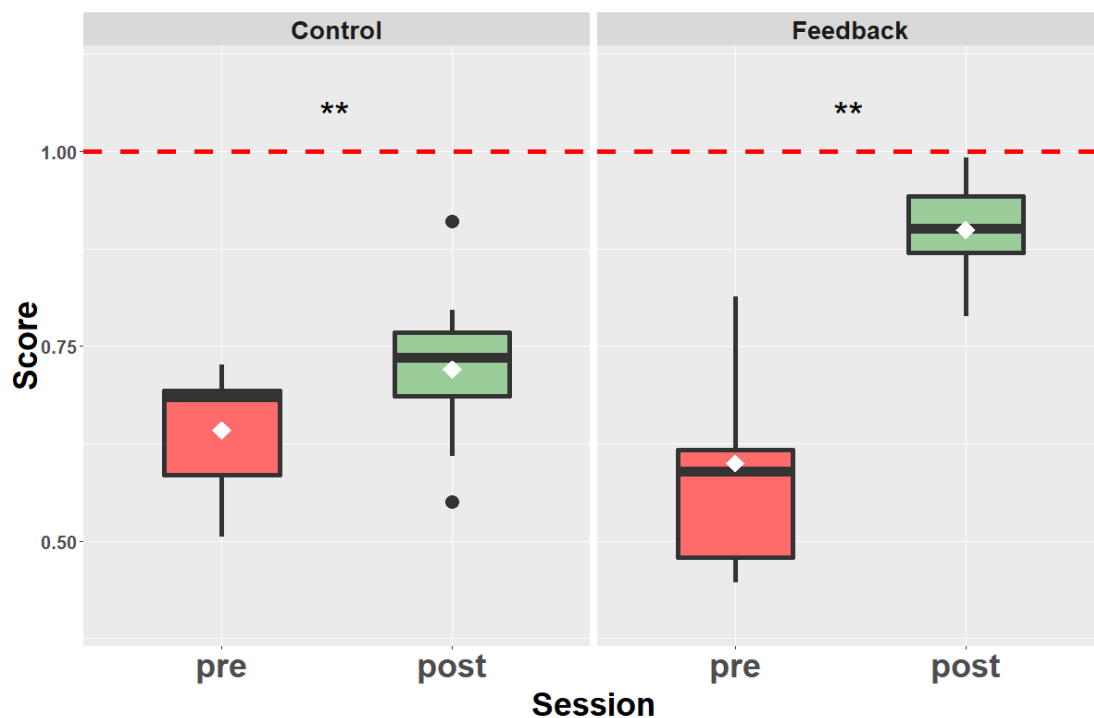 Control
Feedback
**
**
1.00
0.75
0.50
Score
pre
post
pre
post
Session